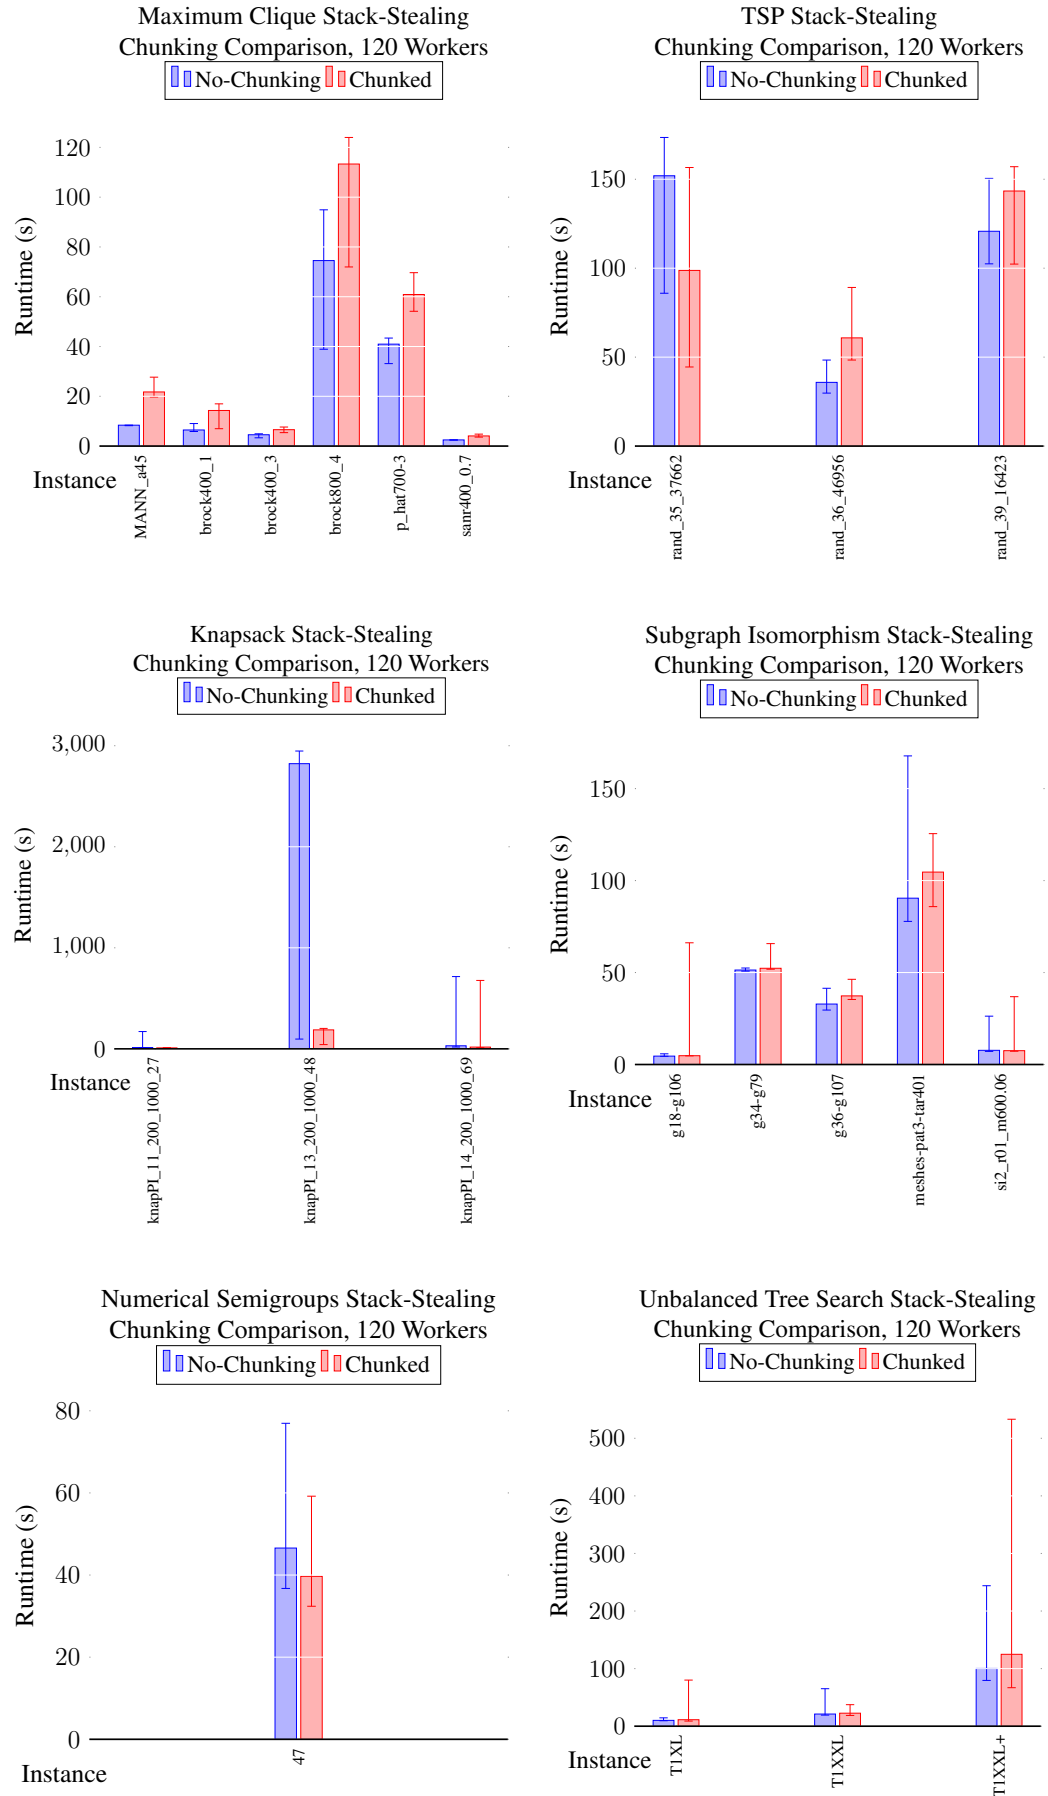 Maximum Clique Stack-Stealing
Chunking Comparison, 120 Workers
No-Chunking Chunked
120
100
80
60
40
20
0
Runtime (s)
Instance
MANN_a45
brock400_1
brock400_3
brock800_4
p_hat700-3
sanr400_0.7
TSP Stack-Stealing
Chunking Comparison, 120 Workers
No-Chunking Chunked
150
100
50
0
Runtime (s)
Instance
rand_35_37662
rand_36_46956
rand_39_16423
Knapsack Stack-Stealing
Chunking Comparison, 120 Workers
No-Chunking Chunked
3,000
2,000
1,000
0
Runtime (s)
Instance
knapPI_11_200_1000_27
knapPI_13_200_1000_48
knapPI_14_200_1000_69
Subgraph Isomorphism Stack-Stealing
Chunking Comparison, 120 Workers
No-Chunking Chunked
150
100
50
0
Runtime (s)
Instance
g18-g106
g34-g79
g36-g107
meshes-pat3-tar401
si2_r01_m600.06
Numerical Semigroups Stack-Stealing
Chunking Comparison, 120 Workers
No-Chunking Chunked
80
60
40
20
0
Runtime (s)
Instance
47
Unbalanced Tree Search Stack-Stealing
Chunking Comparison, 120 Workers
No-Chunking Chunked
500
400
300
200
100
0
Runtime (s)
Instance
T1XL
T1XXL
T1XXL+